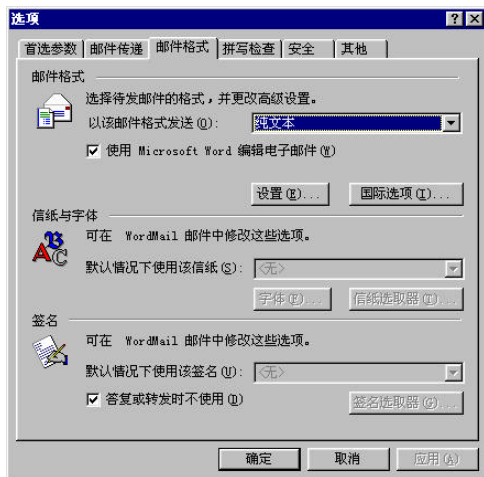 选项
首选参数 邮件传递 邮件格式 拼写检查 安全 其他
邮件格式
选择待发邮件的格式，并更改高级设置。
以该邮件格式发送(O)： 纯文本
使用 Microsoft Word 编辑电子邮件(W)
设置(E)... 国际选项(I)...
信纸与字体
可在 WordMail 邮件中修改这些选项。
默认情况下使用该信纸(S)： <无>
字体(F)... 信纸选取器(T)...
签名
可在 WordMail 邮件中修改这些选项。
默认情况下使用该签名(U)： <无>
答复或转发时不使用(D)
签名选取器(G)...
确定 取消 应用(A)